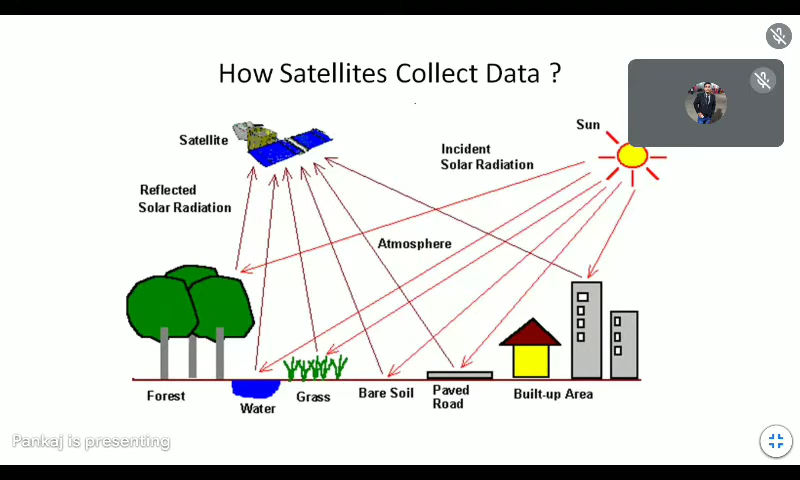 How Satellites Collect Data ?
Sun
Satellite
Incident
Solar Radiation
Reflected
Solar Radiation
Atmosphere
Forest
Water
Grass
Bare Soil
Paved
Road
Built-up Area
Pankaj is presenting